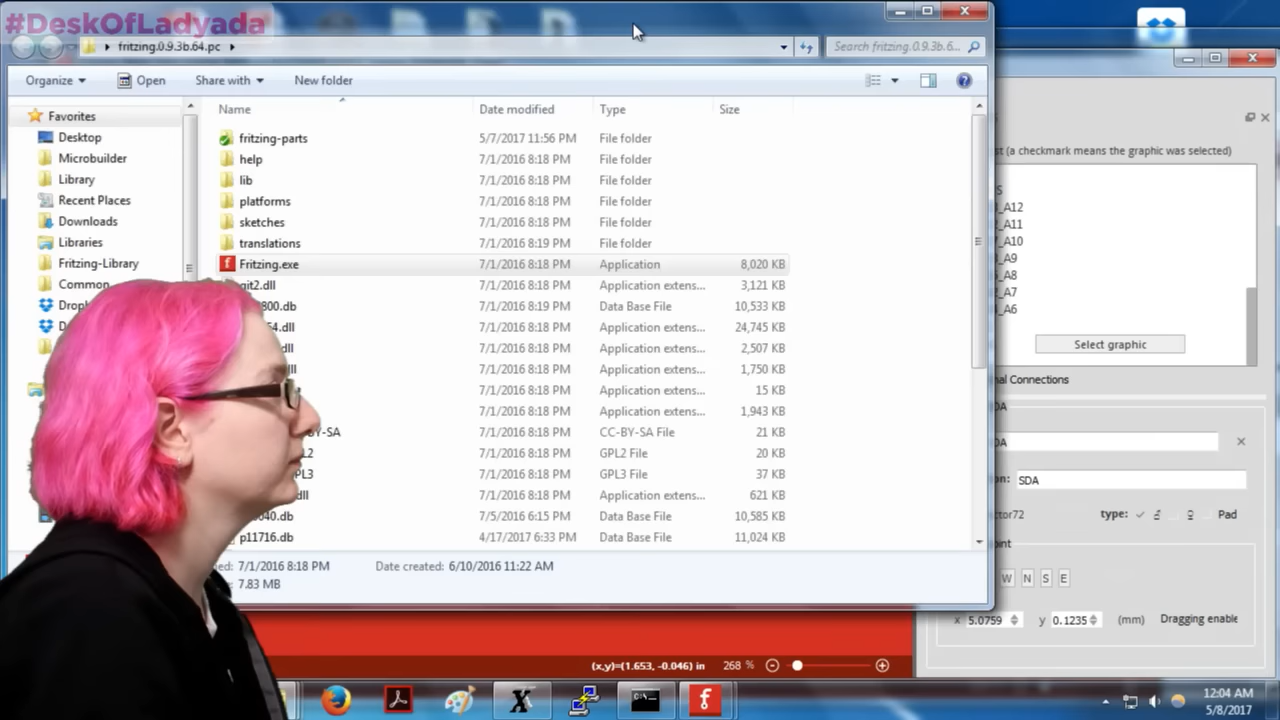 #DeskOfLadyada
fritzing.0.9.3b.64.pc
Search fritzing.0.9.3b.6...
Organize
Open
Share with
New folder
Name Date modified Type Size
Favorites
Desktop
Microbuilder
Library
Recent Places
Downloads
Libraries
Fritzing-Library
Common
fritzing-parts 5/7/2017 11:56 PM File folder
help 7/1/2016 8:18 PM File folder
lib 7/1/2016 8:18 PM File folder
platforms 7/1/2016 8:18 PM File folder
sketches 7/1/2016 8:18 PM File folder
translations 7/1/2016 8:19 PM File folder
Fritzing.exe 7/1/2016 8:18 PM Application 8,020 KB
git2.dll 7/1/2016 8:18 PM Application extens... 3,121 KB
800.db 7/1/2016 8:19 PM Data Base File 10,533 KB
4.dll 7/1/2016 8:18 PM Application extens... 24,745 KB
dll 7/1/2016 8:18 PM Application extens... 2,507 KB
ll 7/1/2016 8:18 PM Application extens... 1,750 KB
7/1/2016 8:18 PM Application extens... 15 KB
7/1/2016 8:18 PM Application extens... 1,943 KB
BY-SA 7/1/2016 8:18 PM CC-BY-SA File 21 KB
L2 7/1/2016 8:18 PM GPL2 File 20 KB
PL3 7/1/2016 8:18 PM GPL3 File 37 KB
dll 7/1/2016 8:18 PM Application extens... 621 KB
040.db 7/5/2016 6:15 PM Data Base File 10,585 KB
p11716.db 4/17/2017 6:33 PM Data Base File 11,024 KB
ed: 7/1/2016 8:18 PM Date created: 6/10/2016 11:22 AM
7.83 MB
st (a checkmark means the graphic was selected)
S
_A12
_A11
_A10
_A9
_A8
_A7
_A6
Select graphic
nal Connections
DA
DA
on: SDA
ctor72 type: Pad
oint
W N S E
x 5.0759 y 0.1235 (mm) Dragging enable
(x,y)=(1.653, -0.046) in 268 %
12:04 AM
5/8/2017